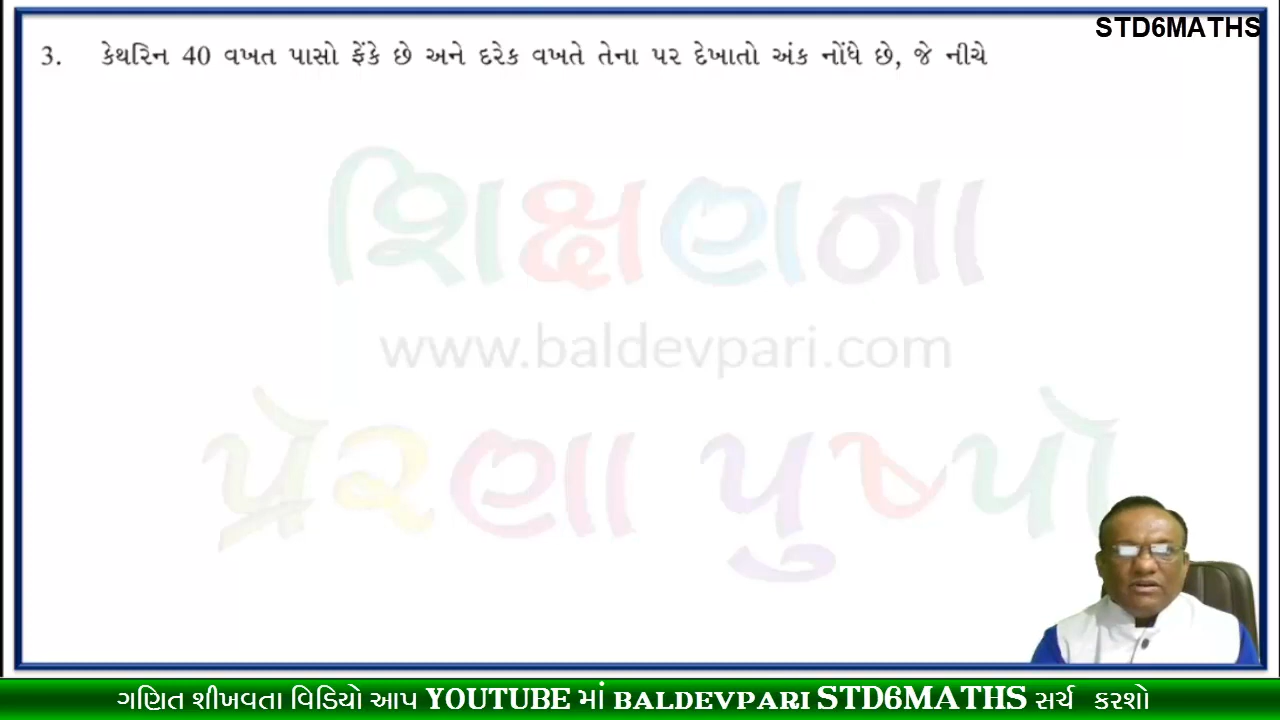 STD6MATHS
3. કેથરિન 40 વખત પાસો ફેંકે છે અને દરેક વખતે તેના પર દેખાતો અંક નોંધે છે, જે નીચે
શિક્ષણના
www.baldevpari.com
પ્રેરણા પુષ્પો
ગણિત શીખવતા વિડિયો આપ YOUTUBE માં BALDEVPARI STD6MATHS સર્ચ કરશો